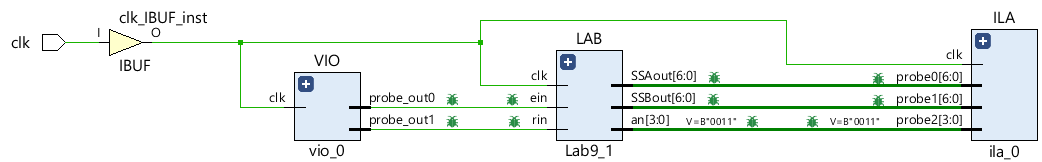 clk
clk_IBUF_inst
I
O
IBUF
VIO
clk
probe_out0
probe_out1
vio_0
LAB
clk
ein
rin
SSAout[6:0]
SSBout[6:0]
an[3:0]
V=B"0011"
Lab9_1
V=B"0011"
ILA
clk
probe0[6:0]
probe1[6:0]
probe2[3:0]
ila_0